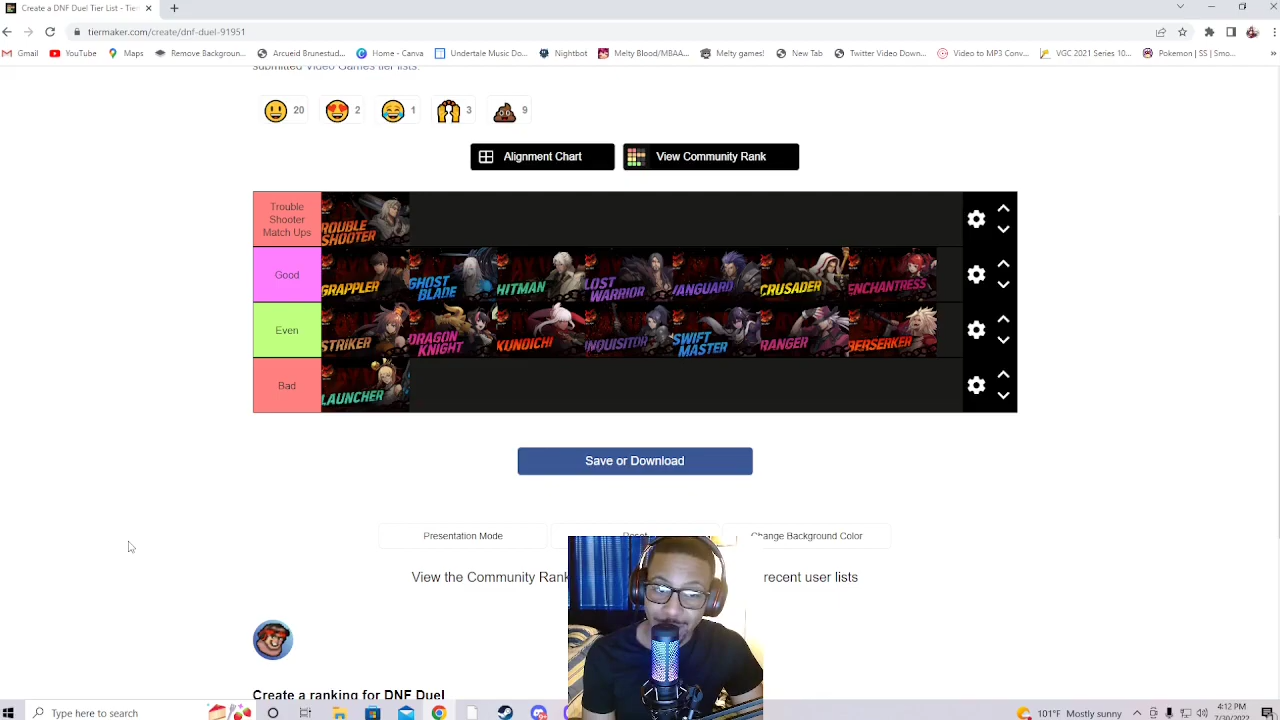 Create a DNF Duel Tier List - Tier
tiermaker.com/create/dnf-duel-91951
Gmail YouTube Maps Remove Backgroun... Arcueid Brunestud... Home - Canva Undertale Music Do... Nightbot Melty Blood/MBAA... Melty games! New Tab Twitter Video Down... Video to MP3 Conv... VGC 2021 Series 10... Pokemon | SS | Smo...
submitted Video Games tier lists.
20 2 1 3 9
Alignment Chart View Community Rank
Trouble
Shooter
Match Ups
TROUBLE
SHOOTER
Good
GRAPPLER GHOST BLADE HITMAN LOST WARRIOR VANGUARD CRUSADER ENCHANTRESS
Even
STRIKER DRAGON KNIGHT KUNOICHI INQUISITOR SWIFT MASTER RANGER BERSERKER
Bad
LAUNCHER
Save or Download
Presentation Mode Reset Change Background Color
View the Community Rank recent user lists
Create a ranking for DNF Duel
Type here to search
101°F Mostly sunny
4:12 PM
7/30/2022